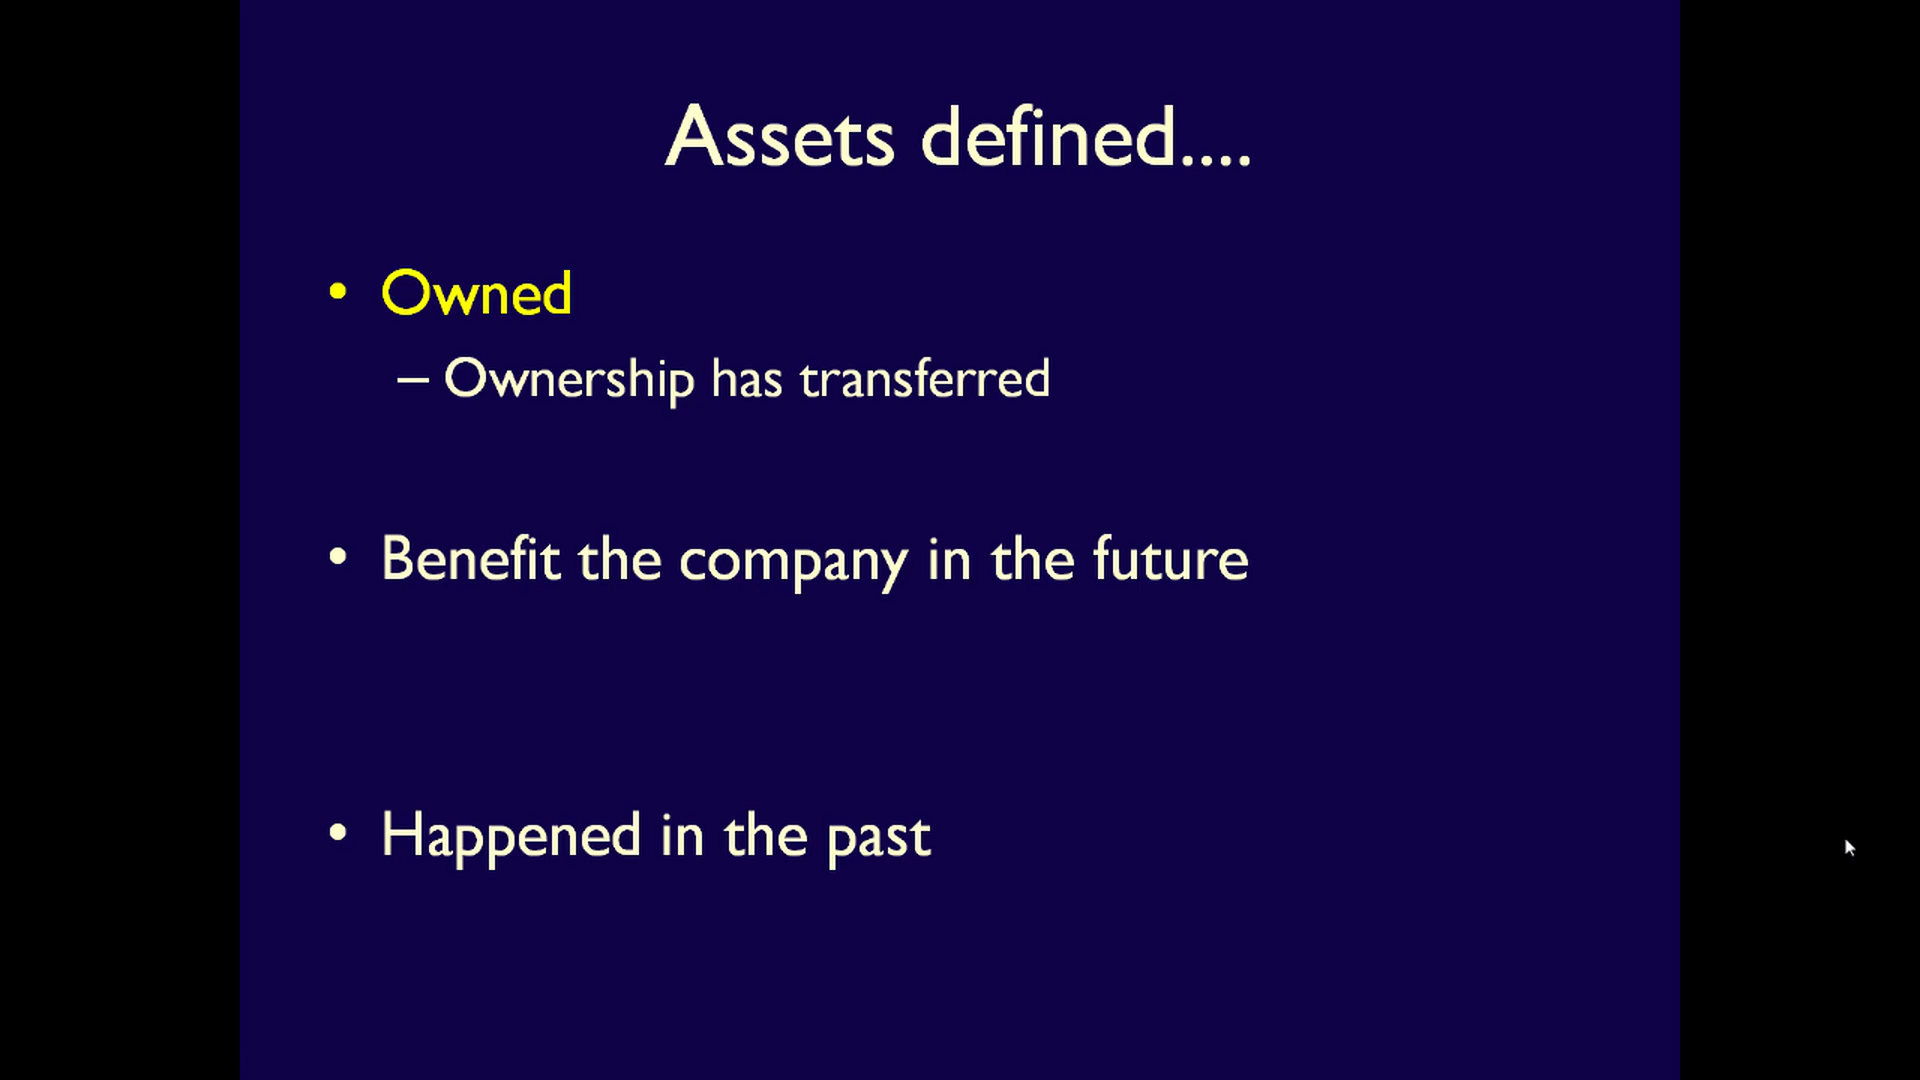 Assets defined....
• Owned
– Ownership has transferred
• Benefit the company in the future
• Happened in the past